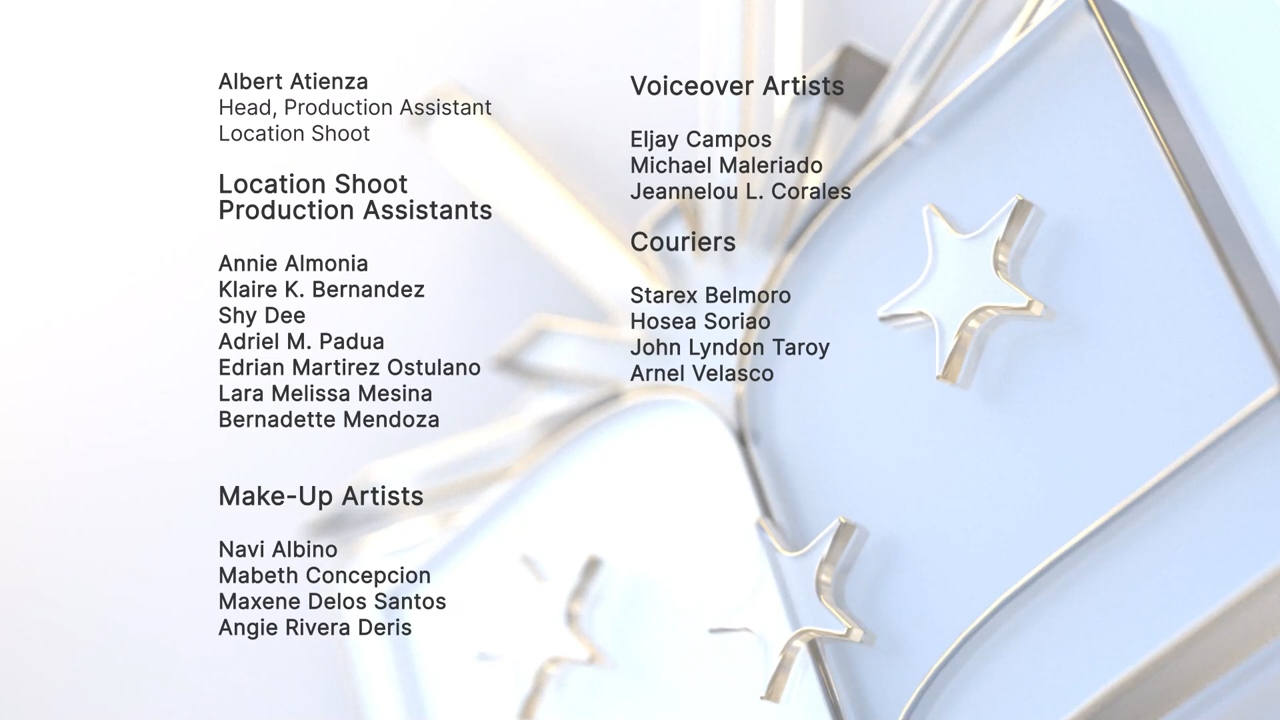 Albert Atienza
Head, Production Assistant
Location Shoot
Location Shoot
Production Assistants
Annie Almonia
Klaire K. Bernandez
Shy Dee
Adriel M. Padua
Edrian Martirez Ostulano
Lara Melissa Mesina
Bernadette Mendoza
Make-Up Artists
Navi Albino
Mabeth Concepcion
Maxene Delos Santos
Angie Rivera Deris
Voiceover Artists
Eljay Campos
Michael Maleriado
Jeannelou L. Corales
Couriers
Starex Belmoro
Hosea Soriao
John Lyndon Taroy
Arnel Velasco